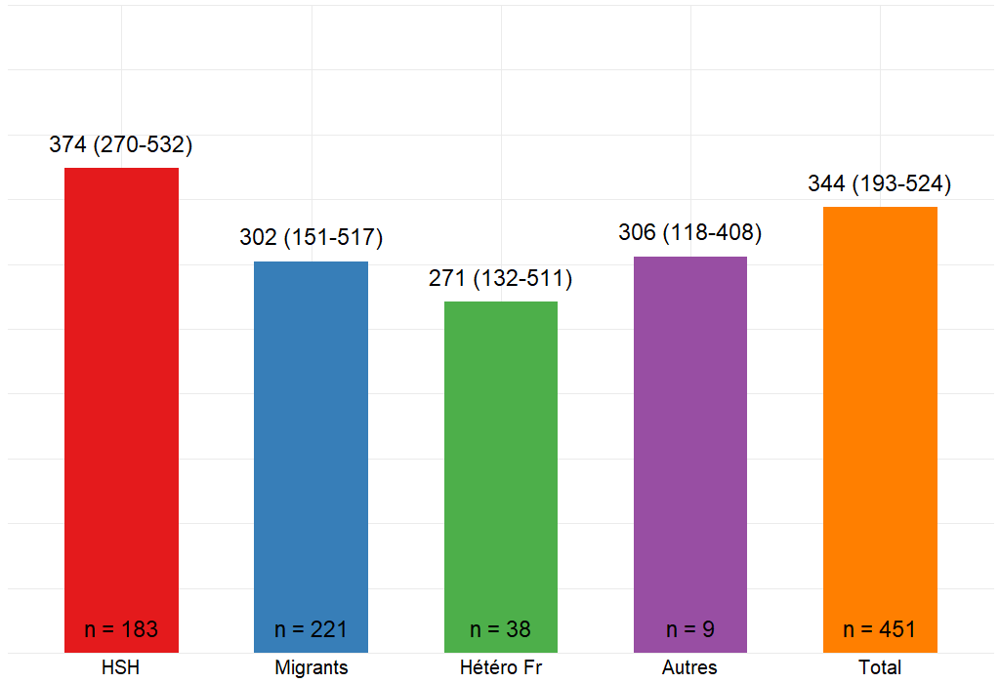 374 (270-532)
302 (151-517)
271 (132-511)
306 (118-408)
344 (193-524)
n = 183
n = 221
n = 38
n = 9
n = 451
HSH
Migrants
Hétéro Fr
Autres
Total